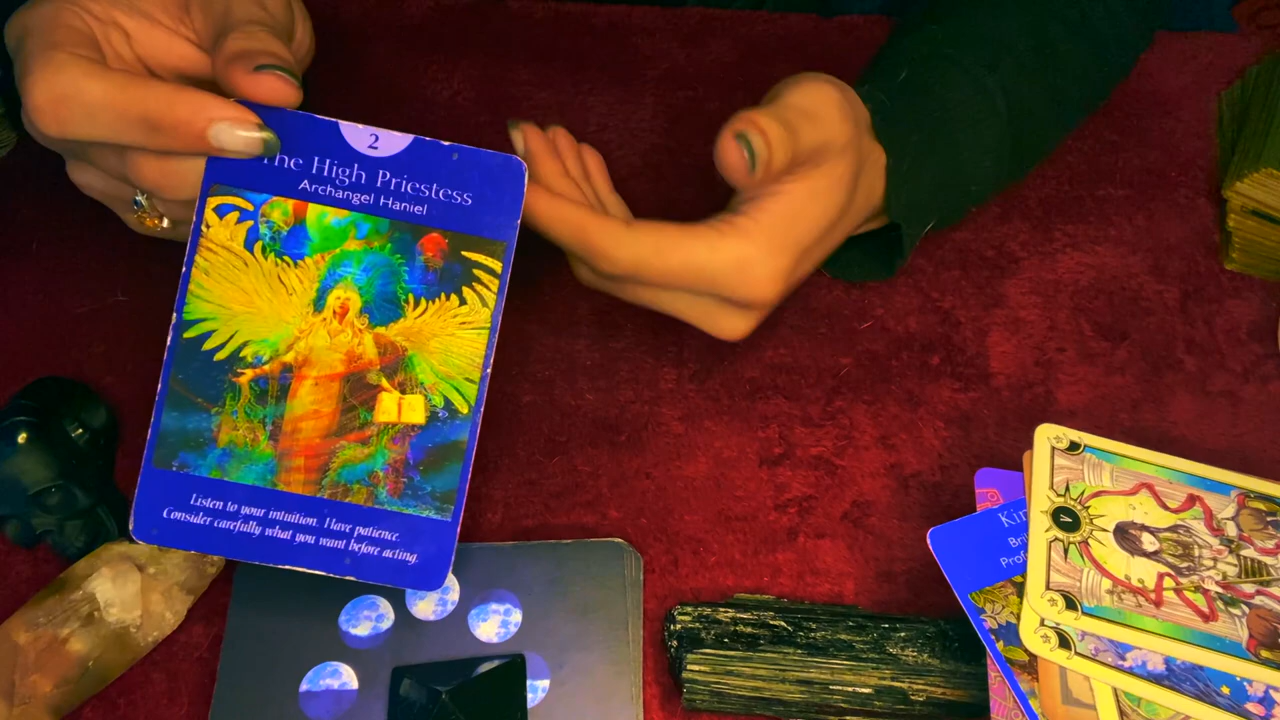 2
The High Priestess
Archangel Haniel
Listen to your intuition. Have patience.
Consider carefully what you want before acting.
V